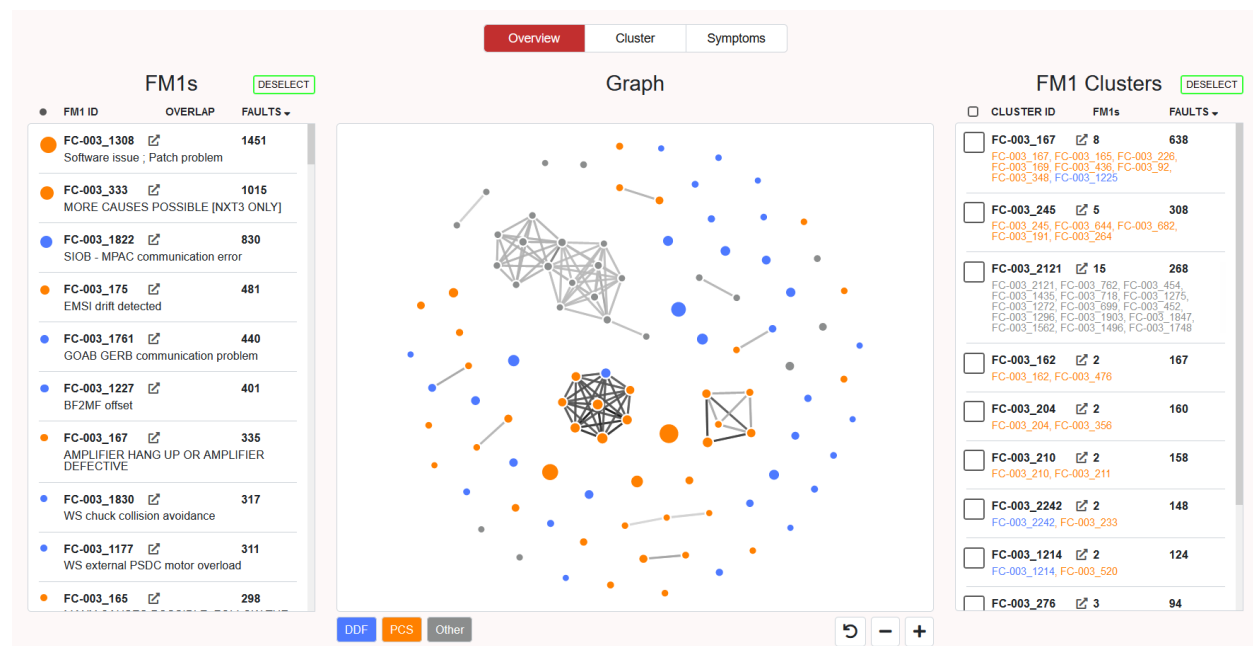 Overview Cluster Symptoms
FM1s DESELECT
FM1 ID OVERLAP FAULTS
FC-003_1308 1451
Software issue ; Patch problem
FC-003_333 1015
MORE CAUSES POSSIBLE [NXT3 ONLY]
FC-003_1822 830
SIOB - MPAC communication error
FC-003_175 481
EMSI drift detected
FC-003_1761 440
GOAB GERB communication problem
FC-003_1227 401
BF2MF offset
FC-003_167 335
AMPLIFIER HANG UP OR AMPLIFIER
DEFECTIVE
FC-003_1830 317
WS chuck collision avoidance
FC-003_1177 311
WS external PSDC motor overload
FC-003_165 298
Graph
DDF PCS Other
FM1 Clusters DESELECT
CLUSTER ID FM1s FAULTS
FC-003_167 8 638
FC-003_167, FC-003_165, FC-003_226,
FC-003_169, FC-003_436, FC-003_92,
FC-003_348, FC-003_1225
FC-003_245 5 308
FC-003_245, FC-003_644, FC-003_682,
FC-003_191, FC-003_264
FC-003_2121 15 268
FC-003_2121, FC-003_762, FC-003_454,
FC-003_1435, FC-003_718, FC-003_1275,
FC-003_1272, FC-003_699, FC-003_452,
FC-003_1296, FC-003_1903, FC-003_1847,
FC-003_1562, FC-003_1496, FC-003_1748
FC-003_162 2 167
FC-003_162, FC-003_476
FC-003_204 2 160
FC-003_204, FC-003_356
FC-003_210 2 158
FC-003_210, FC-003_211
FC-003_2242 2 148
FC-003_2242, FC-003_233
FC-003_1214 2 124
FC-003_1214, FC-003_520
FC-003_276 3 94